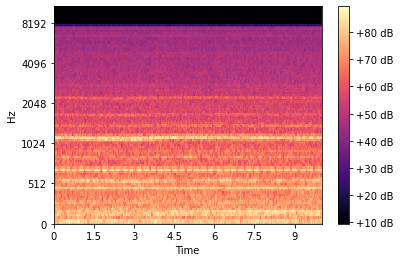 8192
4096
2048
1024
512
0
Hz
0 1.5 3 4.5 6 7.5 9
Time
+80 dB
+70 dB
+60 dB
+50 dB
+40 dB
+30 dB
+20 dB
+10 dB